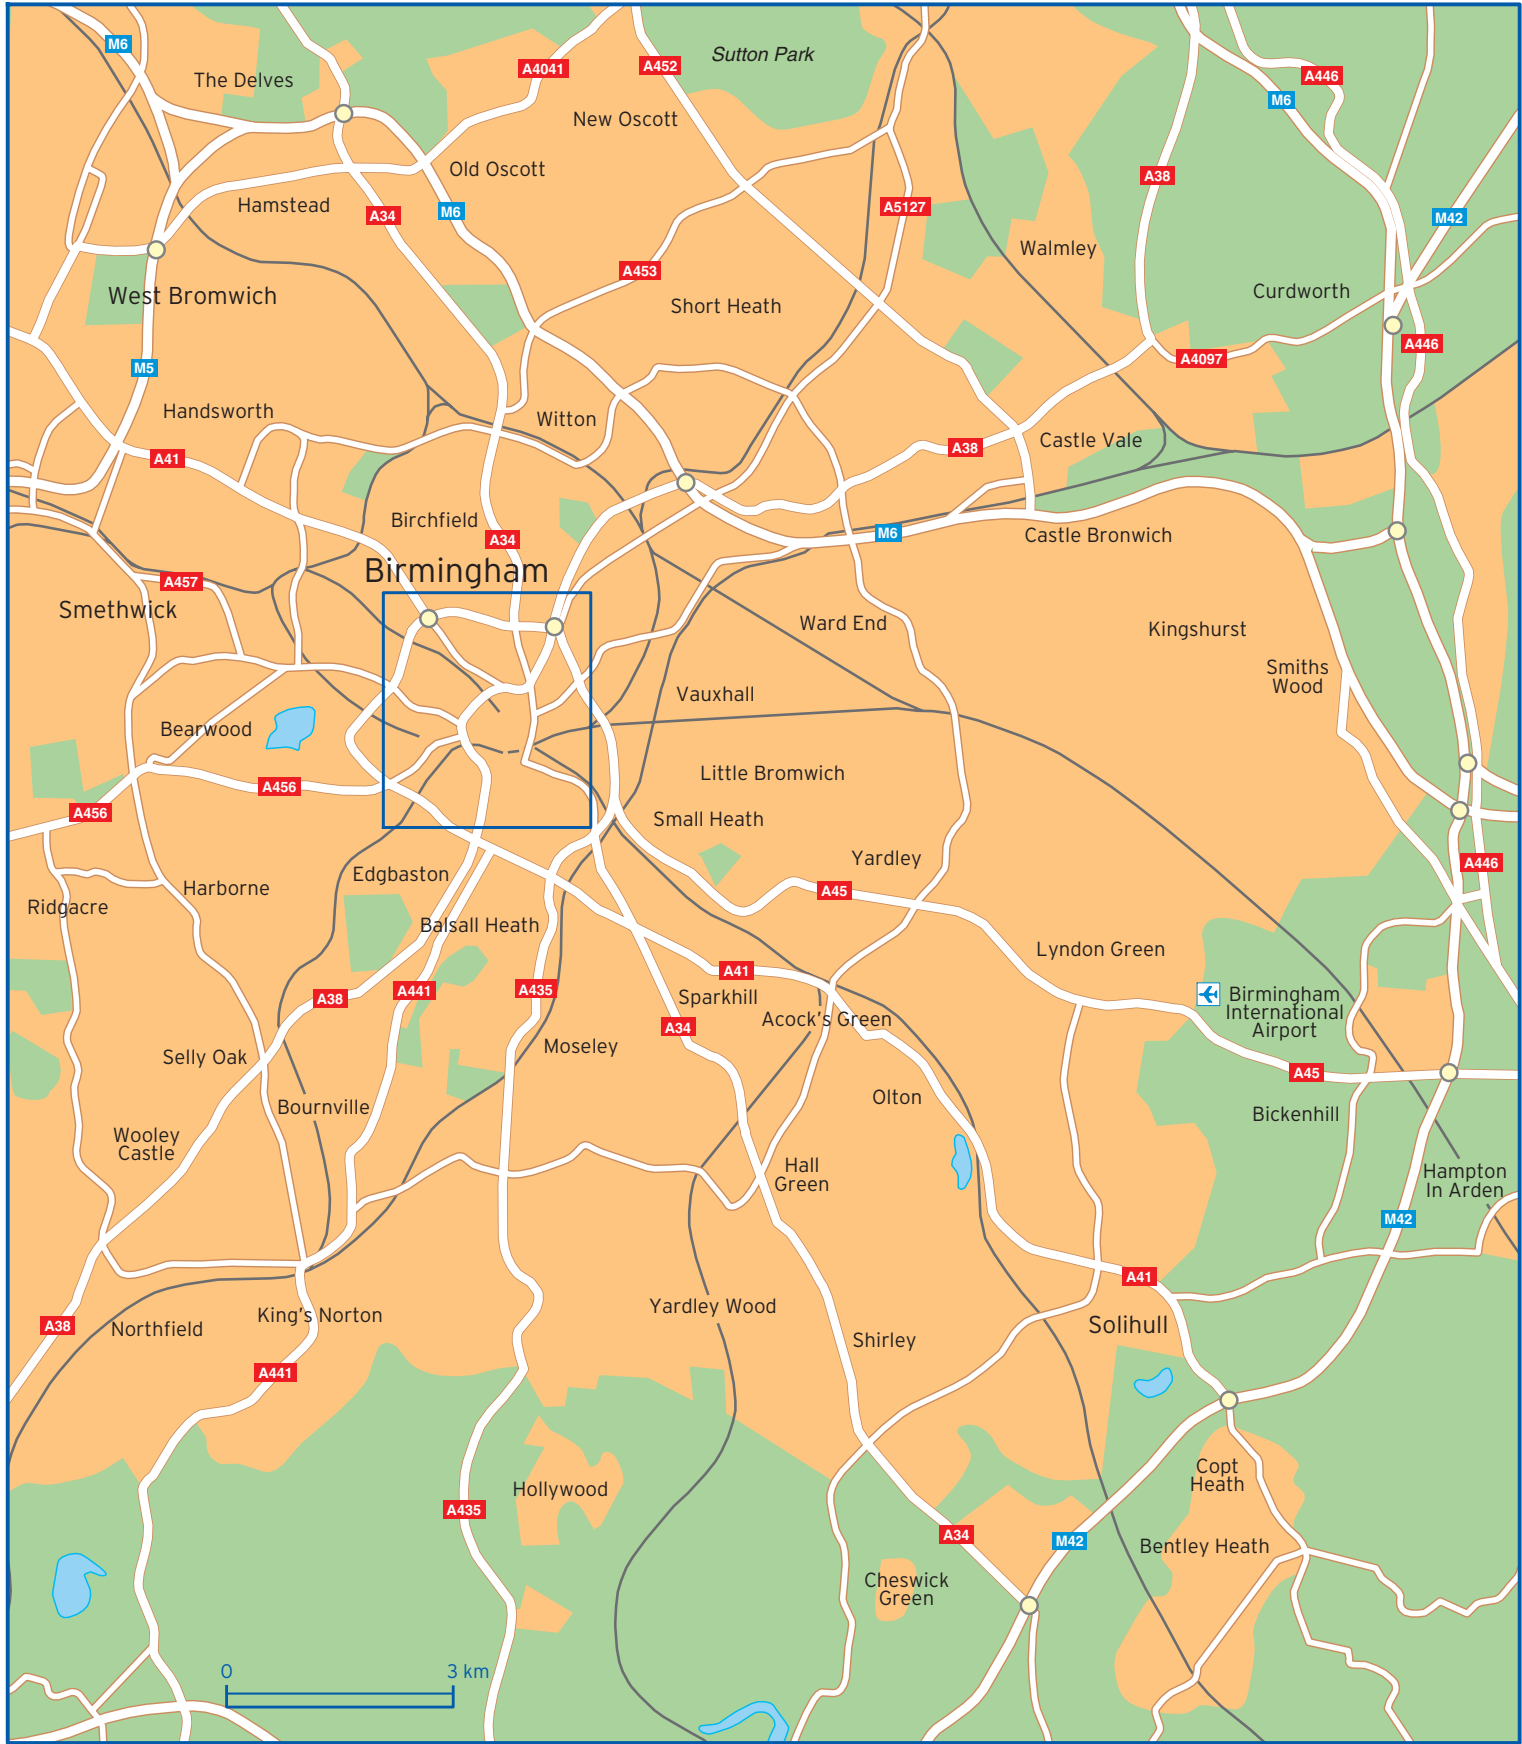 M6
The Delves
A4041
A452
Sutton Park
A446
M6
New Oscott
Old Oscott
A38
Hamstead
A34
M6
A5127
M42
Walmley
A453
West Bromwich
Short Heath
Curdworth
A446
A4097
M5
Handsworth
Witton
A38
Castle Vale
A41
Birchfield
A34
M6
Castle Bronwich
Birmingham
A457
Smethwick
Ward End
Kingshurst
Smiths
Wood
Vauxhall
Bearwood
Little Bromwich
A456
A456
Small Heath
Yardley
A446
Edgbaston
Harborne
A45
Ridgacre
Balsall Heath
Lyndon Green
A41
A38
A441
A435
Sparkhill
Birmingham
International
Airport
Acock's Green
A34
Moseley
Selly Oak
A45
Olton
Bournville
Bickenhill
Wooley
Castle
Hall
Green
Hampton
In Arden
M42
A41
Yardley Wood
King's Norton
A38
Northfield
Solihull
Shirley
A441
Copt
Heath
Hollywood
A435
A34
M42
Bentley Heath
Cheswick
Green
0
3 km